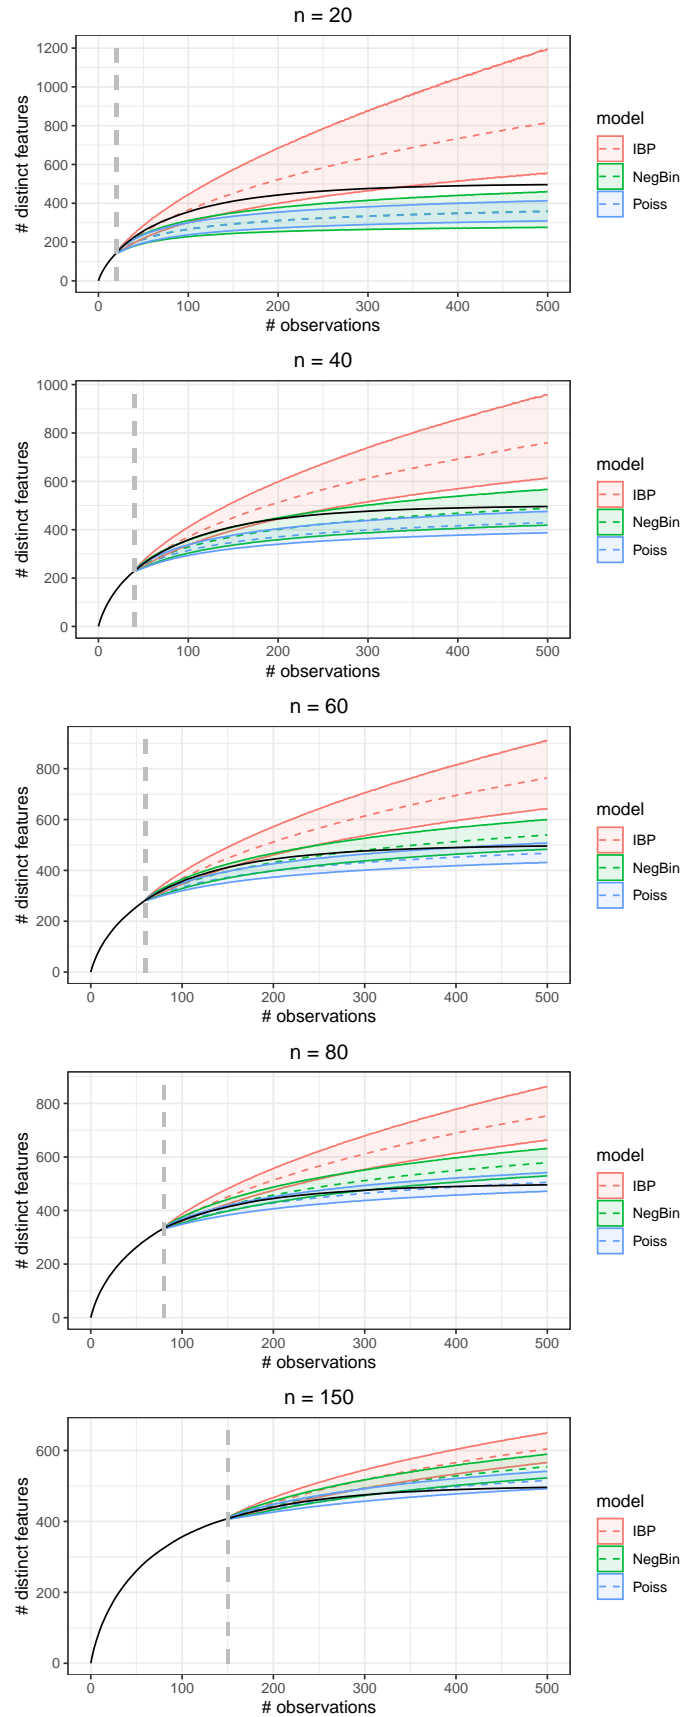 n = 20
# distinct features
1200
1000
800
600
400
200
0
0 100 200 300 400 500
# observations
model
IBP
NegBin
Poiss
n = 40
# distinct features
1000
800
600
400
200
0
0 100 200 300 400 500
# observations
model
IBP
NegBin
Poiss
n = 60
# distinct features
800
600
400
200
0
0 100 200 300 400 500
# observations
model
IBP
NegBin
Poiss
n = 80
# distinct features
800
600
400
200
0
0 100 200 300 400 500
# observations
model
IBP
NegBin
Poiss
n = 150
# distinct features
600
400
200
0
0 100 200 300 400 500
# observations
model
IBP
NegBin
Poiss